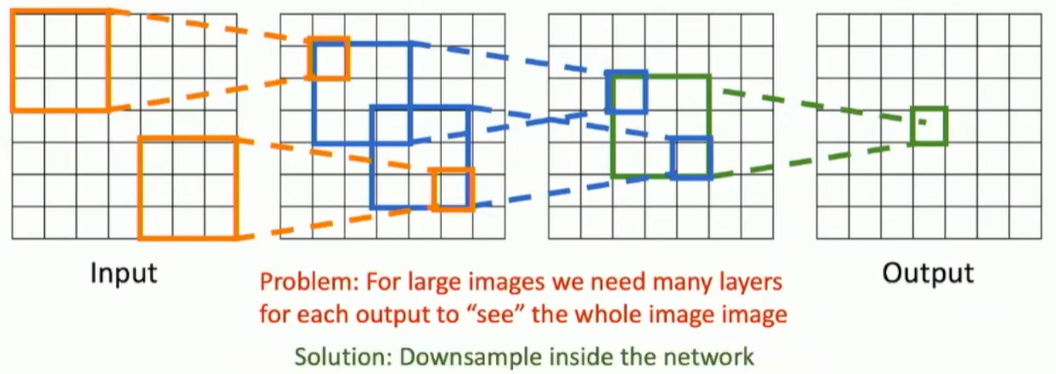 Input
Output
Problem: For large images we need many layers
for each output to “see” the whole image image
Solution: Downsample inside the network